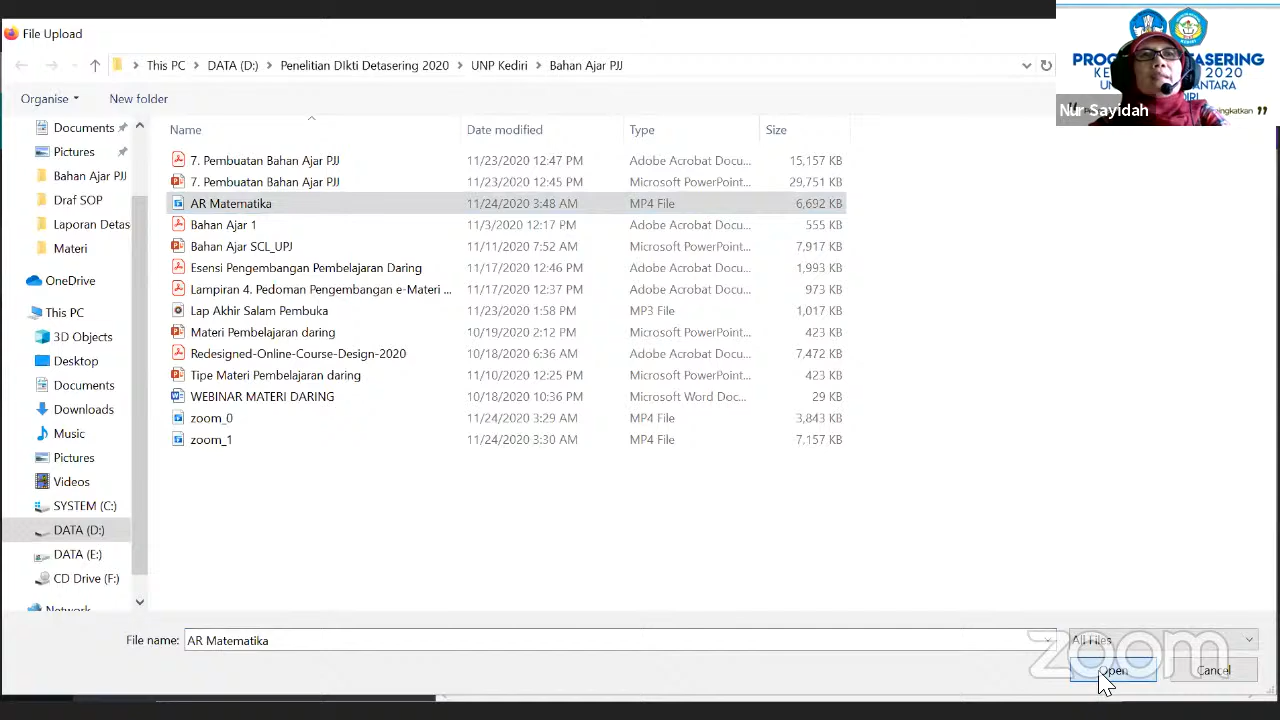 File Upload
This PC > DATA (D:) > Penelitian DIkti Detasering 2020 > UNP Kediri > Bahan Ajar PJJ
Organise New folder
Documents
Pictures
Bahan Ajar PJJ
Draf SOP
Laporan Detas
Materi
OneDrive
This PC
3D Objects
Desktop
Documents
Downloads
Music
Pictures
Videos
SYSTEM (C:)
DATA (D:)
DATA (E:)
CD Drive (F:)
Network
Name Date modified Type Size
7. Pembuatan Bahan Ajar PJJ 11/23/2020 12:47 PM Adobe Acrobat Docu... 15,157 KB
7. Pembuatan Bahan Ajar PJJ 11/23/2020 12:45 PM Microsoft PowerPoint... 29,751 KB
AR Matematika 11/24/2020 3:48 AM MP4 File 6,692 KB
Bahan Ajar 1 11/3/2020 12:17 PM Adobe Acrobat Docu... 555 KB
Bahan Ajar SCL_UPJ 11/11/2020 7:52 AM Microsoft PowerPoint... 7,917 KB
Esensi Pengembangan Pembelajaran Daring 11/17/2020 12:46 PM Adobe Acrobat Docu... 1,993 KB
Lampiran 4. Pedoman Pengembangan e-Materi ... 11/17/2020 12:37 PM Adobe Acrobat Docu... 973 KB
Lap Akhir Salam Pembuka 11/23/2020 1:58 PM MP3 File 1,017 KB
Materi Pembelajaran daring 10/19/2020 2:12 PM Microsoft PowerPoint... 423 KB
Redesigned-Online-Course-Design-2020 10/18/2020 6:36 AM Adobe Acrobat Docu... 7,472 KB
Tipe Materi Pembelajaran daring 11/10/2020 12:25 PM Microsoft PowerPoint... 423 KB
WEBINAR MATERI DARING 10/18/2020 10:36 PM Microsoft Word Doc... 29 KB
zoom_0 11/24/2020 3:29 AM MP4 File 3,843 KB
zoom_1 11/24/2020 3:30 AM MP4 File 7,157 KB
File name: AR Matematika All Files
Open Cancel
zoom
TASERING
2020
Nur Sayidah